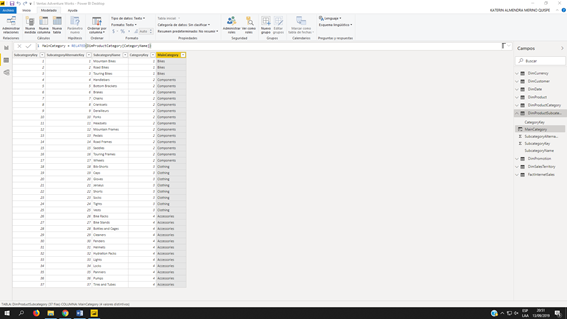 Ventas Adventure Works - Power BI Desktop
KATERIN ALMENDRA MERINO QUISPE
Archivo Inicio Modelado Ayuda
Tipo de datos: Texto
Formato: Texto
Table Inicial:
Categoría de datos: Sin clasificar
Resumen predeterminado: No resumir
Language
Esquema lingüístico
Administrar relaciones
Nueva medida
Nueva columna
Nueva tabla
Nuevo parámetro
Ordenar por columna
Administrar roles
Ver como roles
Nuevo grupo
Editar grupos
Marcar como tabla de fechas
Relaciones Cálculos Hipótesis Ordenar Formato Propiedades Seguridad Grupos Calendarios Preguntas y respuestas
1 MainCategory = RELATED(DimProductCategory[CategoryName])
SubcategoryKey SubcategoryAlternateKey SubcategoryName CategoryKey MainCategory
1 1 Mountain Bikes 1 Bikes
2 2 Road Bikes 1 Bikes
3 3 Touring Bikes 1 Bikes
4 4 Handlebars 2 Components
5 5 Bottom Brackets 2 Components
6 6 Brakes 2 Components
7 7 Chains 2 Components
8 8 Cranksets 2 Components
9 9 Derailleurs 2 Components
10 10 Forks 2 Components
11 11 Headsets 2 Components
12 12 Mountain Frames 2 Components
13 13 Pedals 2 Components
14 14 Road Frames 2 Components
15 15 Saddles 2 Components
16 16 Touring Frames 2 Components
17 17 Wheels 2 Components
18 18 Bib-Shorts 3 Clothing
19 19 Caps 3 Clothing
20 20 Gloves 3 Clothing
21 21 Jerseys 3 Clothing
22 22 Shorts 3 Clothing
23 23 Socks 3 Clothing
24 24 Tights 3 Clothing
25 25 Vests 3 Clothing
26 26 Bike Racks 4 Accessories
27 27 Bike Stands 4 Accessories
28 28 Bottles and Cages 4 Accessories
29 29 Cleaners 4 Accessories
30 30 Fenders 4 Accessories
31 31 Helmets 4 Accessories
32 32 Hydration Packs 4 Accessories
33 33 Lights 4 Accessories
34 34 Locks 4 Accessories
35 35 Panniers 4 Accessories
36 36 Pumps 4 Accessories
37 37 Tires and Tubes 4 Accessories
Campos
Buscar
DimCurrency
DimCustomer
DimDate
DimProduct
DimProductCategory
DimProductSubcate...
CategoryKey
MainCategory
SubcategoryAlterna...
SubcategoryKey
SubcategoryName
DimPromotion
DimSalesTerritory
FactInternetSales
TABLA: DimProductSubcategory (37 filas) COLUMNA: MainCategory (4 valores distintos)
ESP
LAA
20:11
13/09/2019